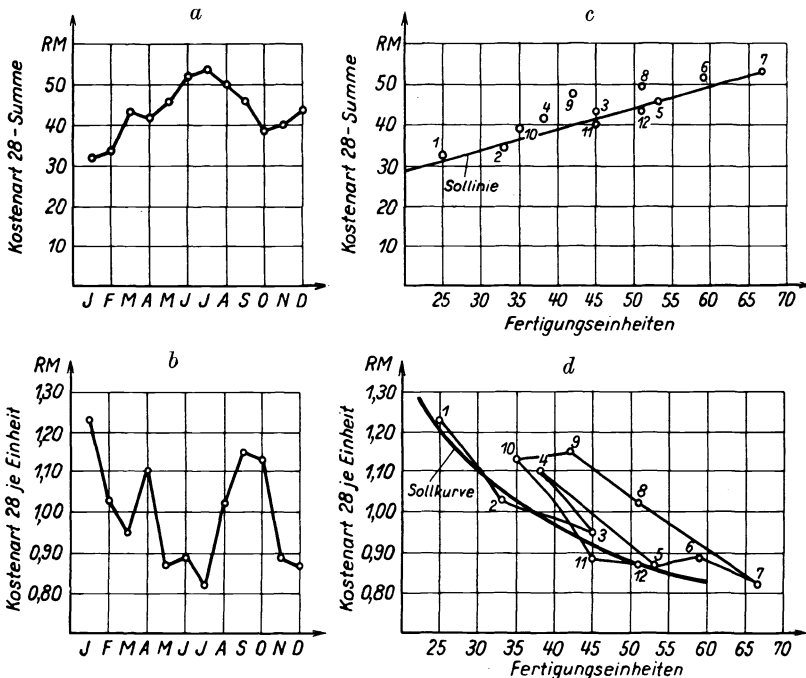 a
RM
50
40
30
20
10
Kostenart 28-Summe
J F M A M J J A S O N D
c
RM
50
40
30
20
10
Kostenart 28-Summe
1 2 10 4 9 3 11 8 12 5 6 7
Sollinie
25 30 35 40 45 50 55 60 65 70
Fertigungseinheiten
b
RM
1,30
1,20
1,10
1,00
0,90
0,80
Kostenart 28 je Einheit
J F M A M J J A S O N D
d
RM
1,30
1,20
1,10
1,00
0,90
0,80
Kostenart 28 je Einheit
1 2 10 4 9 3 11 8 12 5 6 7
Sollkurve
25 30 35 40 45 50 55 60 65 70
Fertigungseinheiten